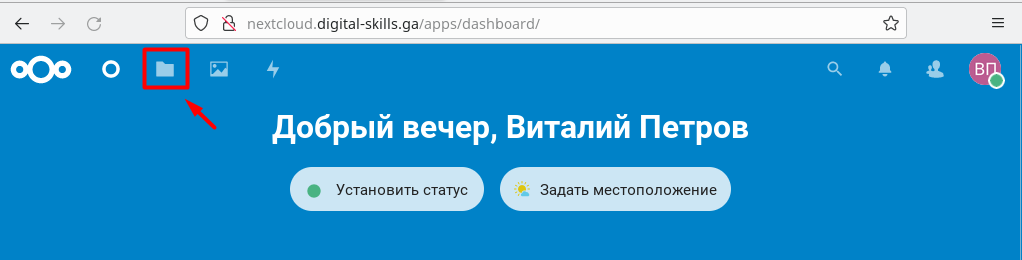 nextcloud.digital-skills.ga/apps/dashboard/
ВП
Добрый вечер, Виталий Петров
Установить статус
Задать местоположение